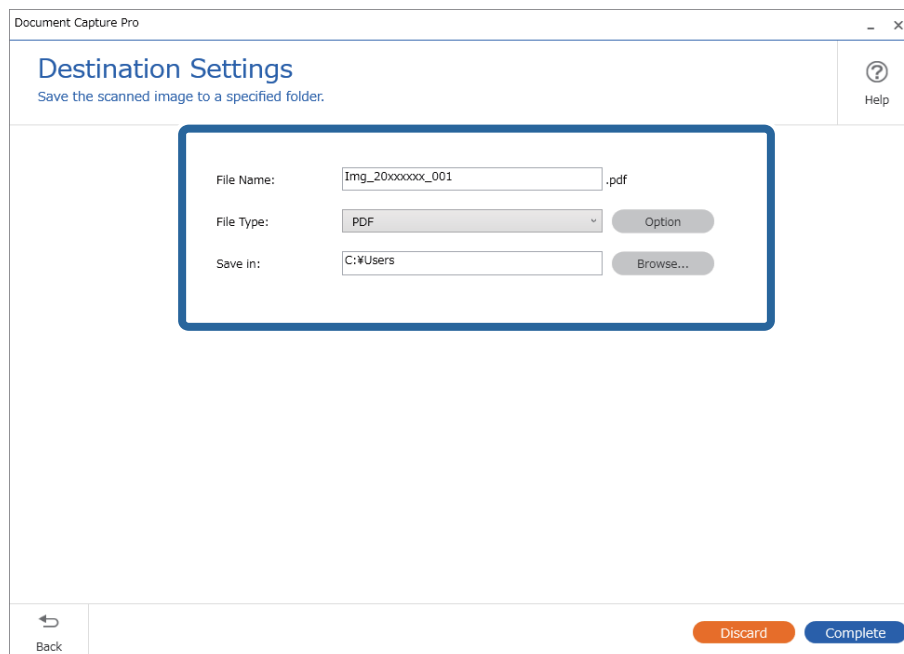 Document Capture Pro
Destination Settings
Save the scanned image to a specified folder.
Help
File Name: Img_20xxxxxx_001 .pdf
File Type: PDF Option
Save in: C:¥Users Browse...
Back
Discard Complete